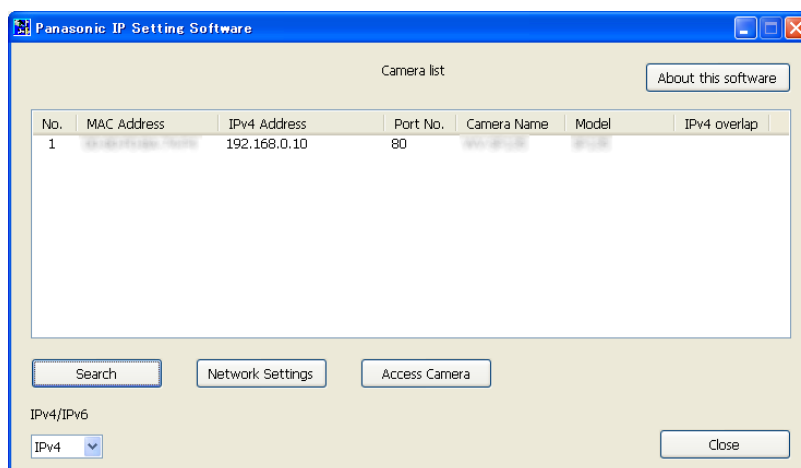 Panasonic IP Setting Software
Camera list
About this software
No. MAC Address IPv4 Address Port No. Camera Name Model IPv4 overlap
1 192.168.0.10 80
Search Network Settings Access Camera
IPv4/IPv6
IPv4 Close